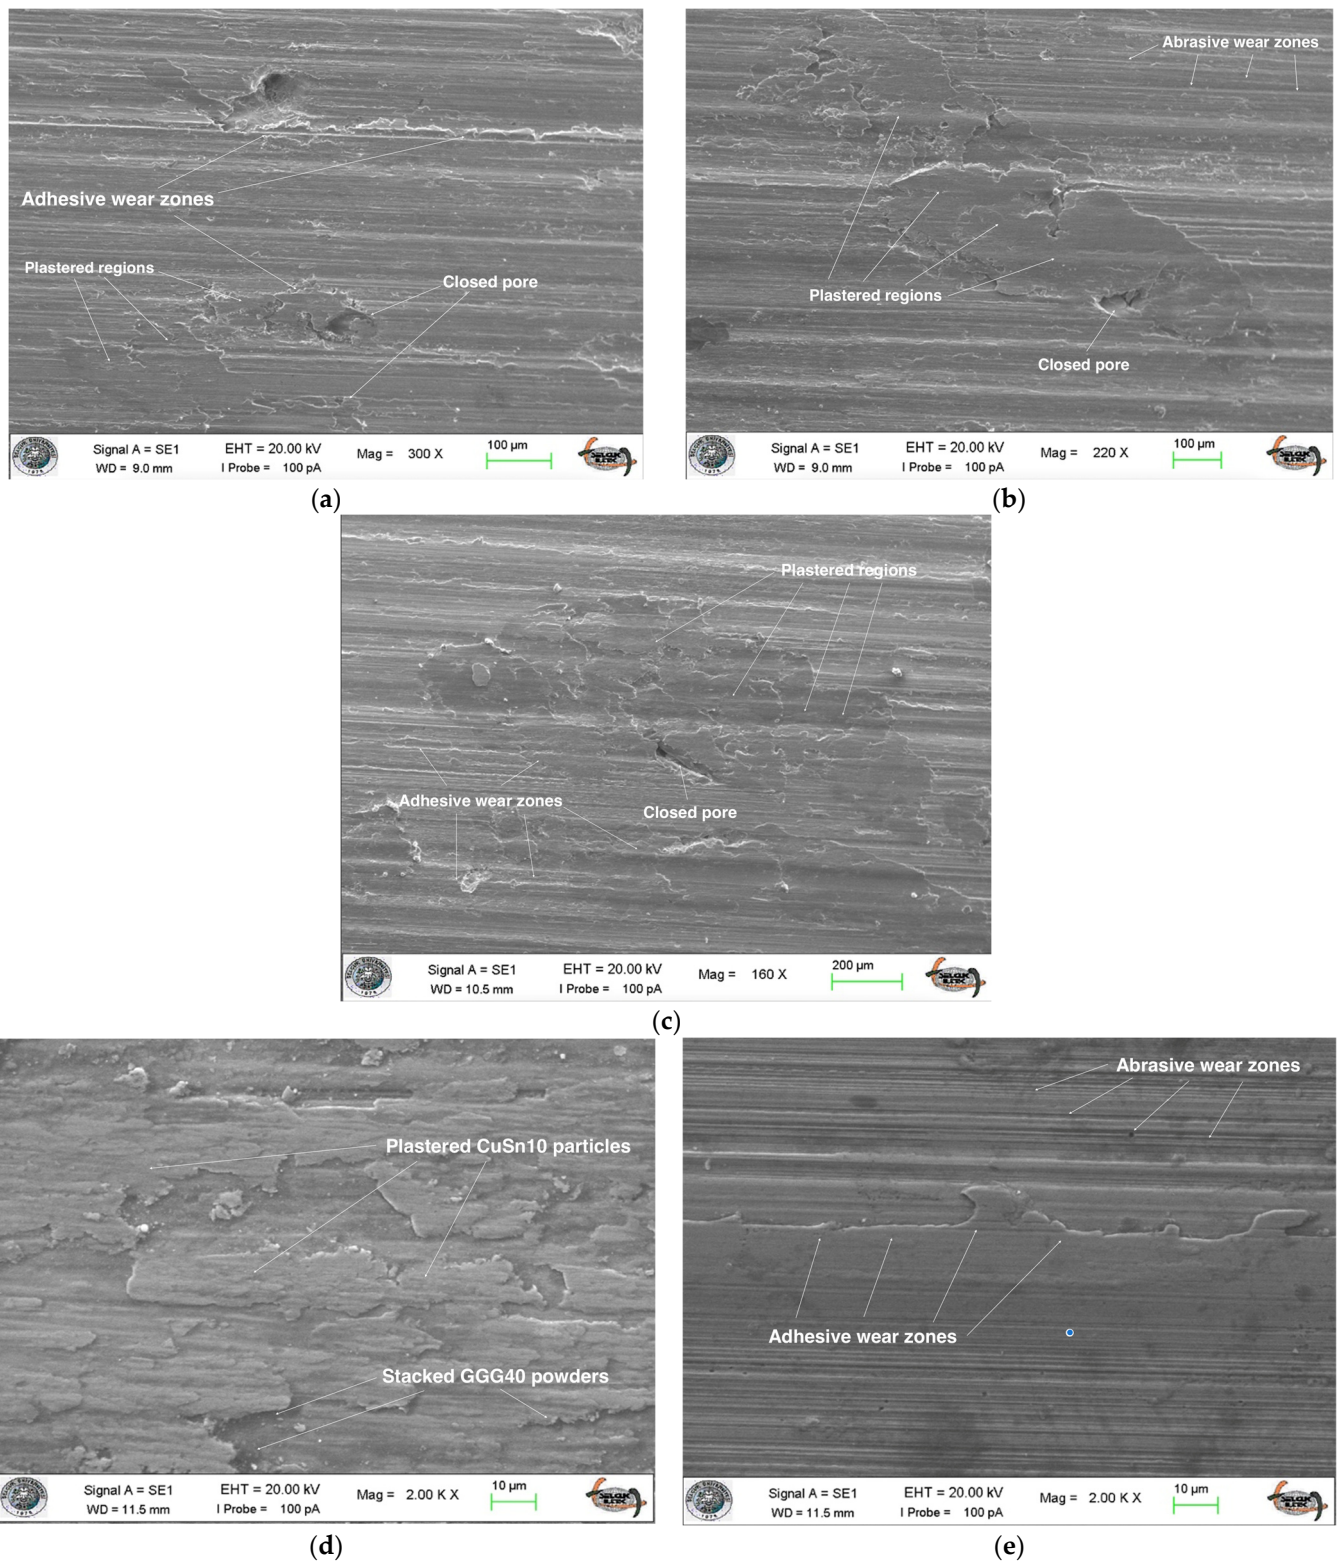 Adhesive wear zones
Plastered regions
Closed pore
Signal A = SE1
EHT = 20.00 kV
Mag = 300 X
100 µm
WD = 9.0 mm
I Probe = 100 pA
(a)
Abrasive wear zones
Plastered regions
Closed pore
Signal A = SE1
EHT = 20.00 kV
Mag = 220 X
100 µm
WD = 9.0 mm
I Probe = 100 pA
(b)
Plastered regions
Adhesive wear zones
Closed pore
Signal A = SE1
EHT = 20.00 kV
Mag = 160 X
200 µm
WD = 10.5 mm
I Probe = 100 pA
(c)
Plastered CuSn10 particles
Stacked GGG40 powders
Signal A = SE1
EHT = 20.00 kV
Mag = 2.00 K X
10 µm
WD = 11.5 mm
I Probe = 100 pA
(d)
Abrasive wear zones
Adhesive wear zones
Signal A = SE1
EHT = 20.00 kV
Mag = 2.00 K X
10 µm
WD = 11.5 mm
I Probe = 100 pA
(e)